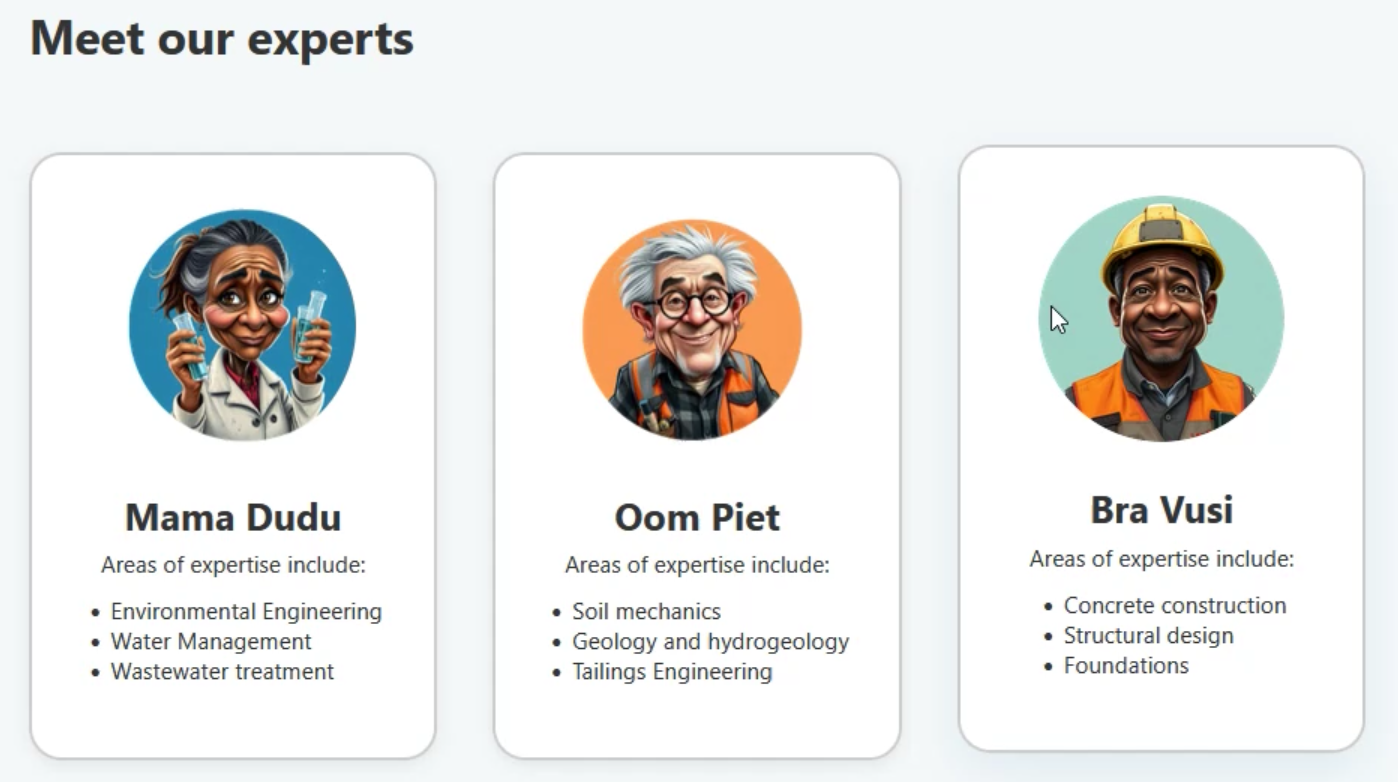 Meet our experts
Mama Dudu
Areas of expertise include:
• Environmental Engineering
• Water Management
• Wastewater treatment
Oom Piet
Areas of expertise include:
• Soil mechanics
• Geology and hydrogeology
• Tailings Engineering
Bra Vusi
Areas of expertise include:
• Concrete construction
• Structural design
• Foundations